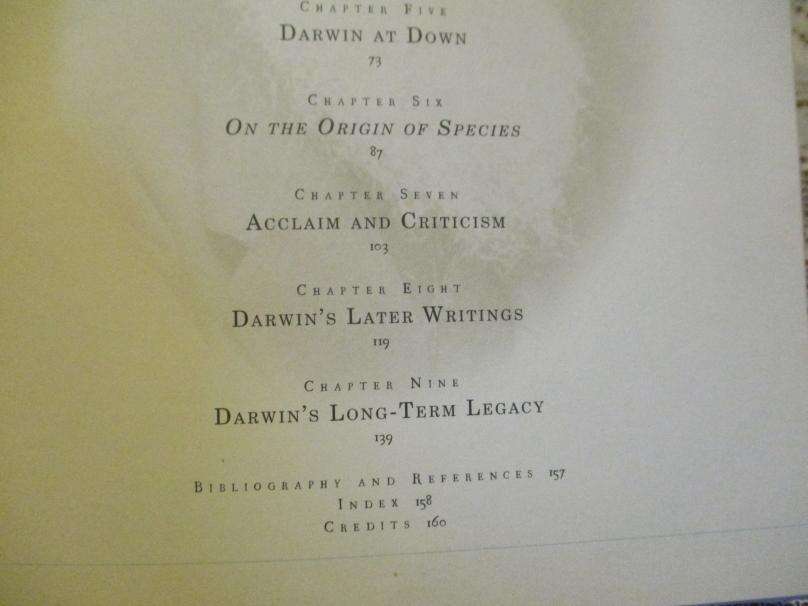 Chapter Five
Darwin at Down
73
Chapter Six
On the Origin of Species
87
Chapter Seven
Acclaim and Criticism
103
Chapter Eight
Darwin's Later Writings
119
Chapter Nine
Darwin's Long-Term Legacy
139
Bibliography and References 157
Index 158
Credits 160